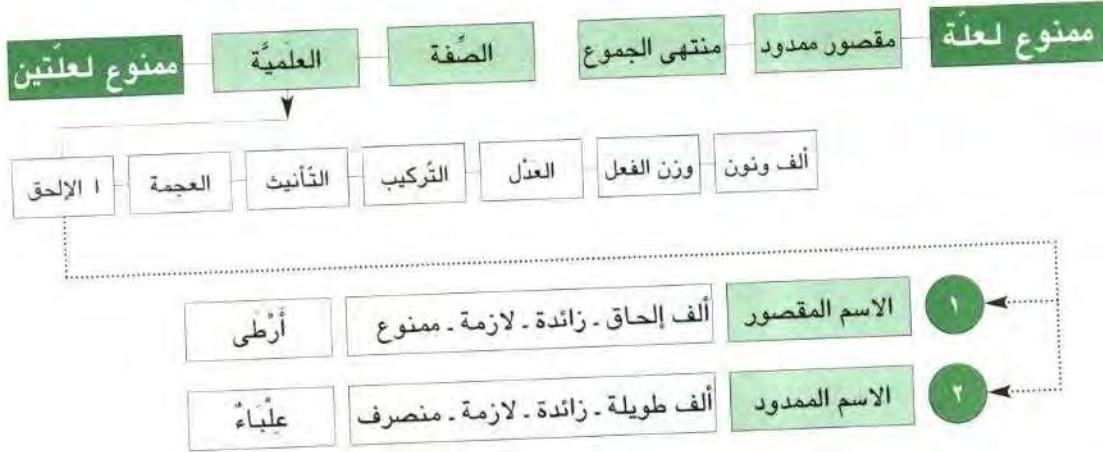 ممنوع لعلّة
مقصور ممدود
منتهى الجموع
الصِّفة
العلَميَّة
ممنوع لعلّتين
ألف ونون
وزن الفعل
العدْل
التَّركيب
التَّأنيث
العجمة
ا الإلحق
١
الاسم المقصور
ألف إلحاق ـ زائدة ـ لازمة ـ ممنوع
أَرْطَى
٢
الاسم الممدود
ألف طويلة ـ زائدة ـ لازمة ـ منصرف
عِلْبَاءٌ